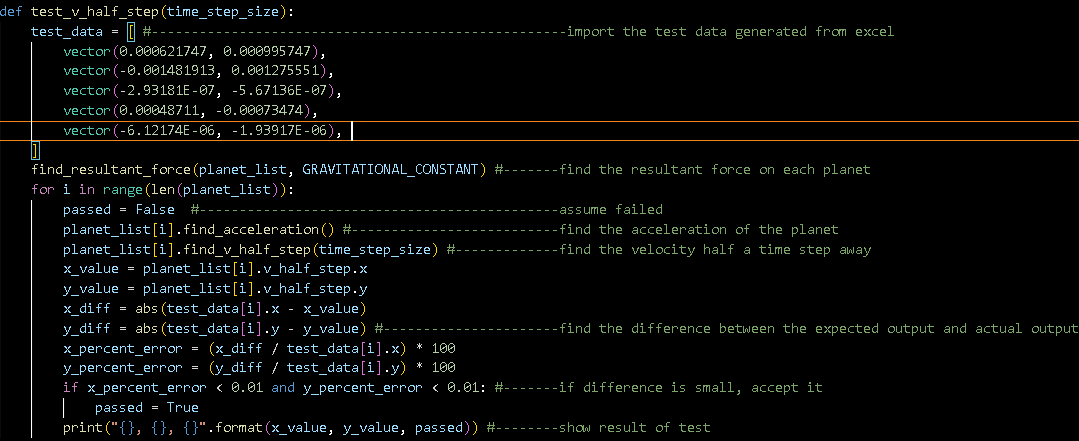 def test_v_half_step(time_step_size):
    test_data = [ #----------------------------------------------------import the test data generated from excel
        vector(0.000621747, 0.000995747),
        vector(-0.001481913, 0.001275551),
        vector(-2.93181E-07, -5.67136E-07),
        vector(0.00048711, -0.00073474),
        vector(-6.12174E-06, -1.93917E-06),
    ]
    find_resultant_force(planet_list, GRAVITATIONAL_CONSTANT) #-------find the resultant force on each planet
    for i in range(len(planet_list)):
        passed = False  #---------------------------------------------assume failed
        planet_list[i].find_acceleration() #--------------------------find the acceleration of the planet
        planet_list[i].find_v_half_step(time_step_size) #-------------find the velocity half a time step away
        x_value = planet_list[i].v_half_step.x
        y_value = planet_list[i].v_half_step.y
        x_diff = abs(test_data[i].x - x_value)
        y_diff = abs(test_data[i].y - y_value) #----------------------find the difference between the expected output and actual output
        x_percent_error = (x_diff / test_data[i].x) * 100
        y_percent_error = (y_diff / test_data[i].y) * 100
        if x_percent_error < 0.01 and y_percent_error < 0.01: #-------if difference is small, accept it
            passed = True
        print("{}, {}, {}".format(x_value, y_value, passed)) #--------show result of test